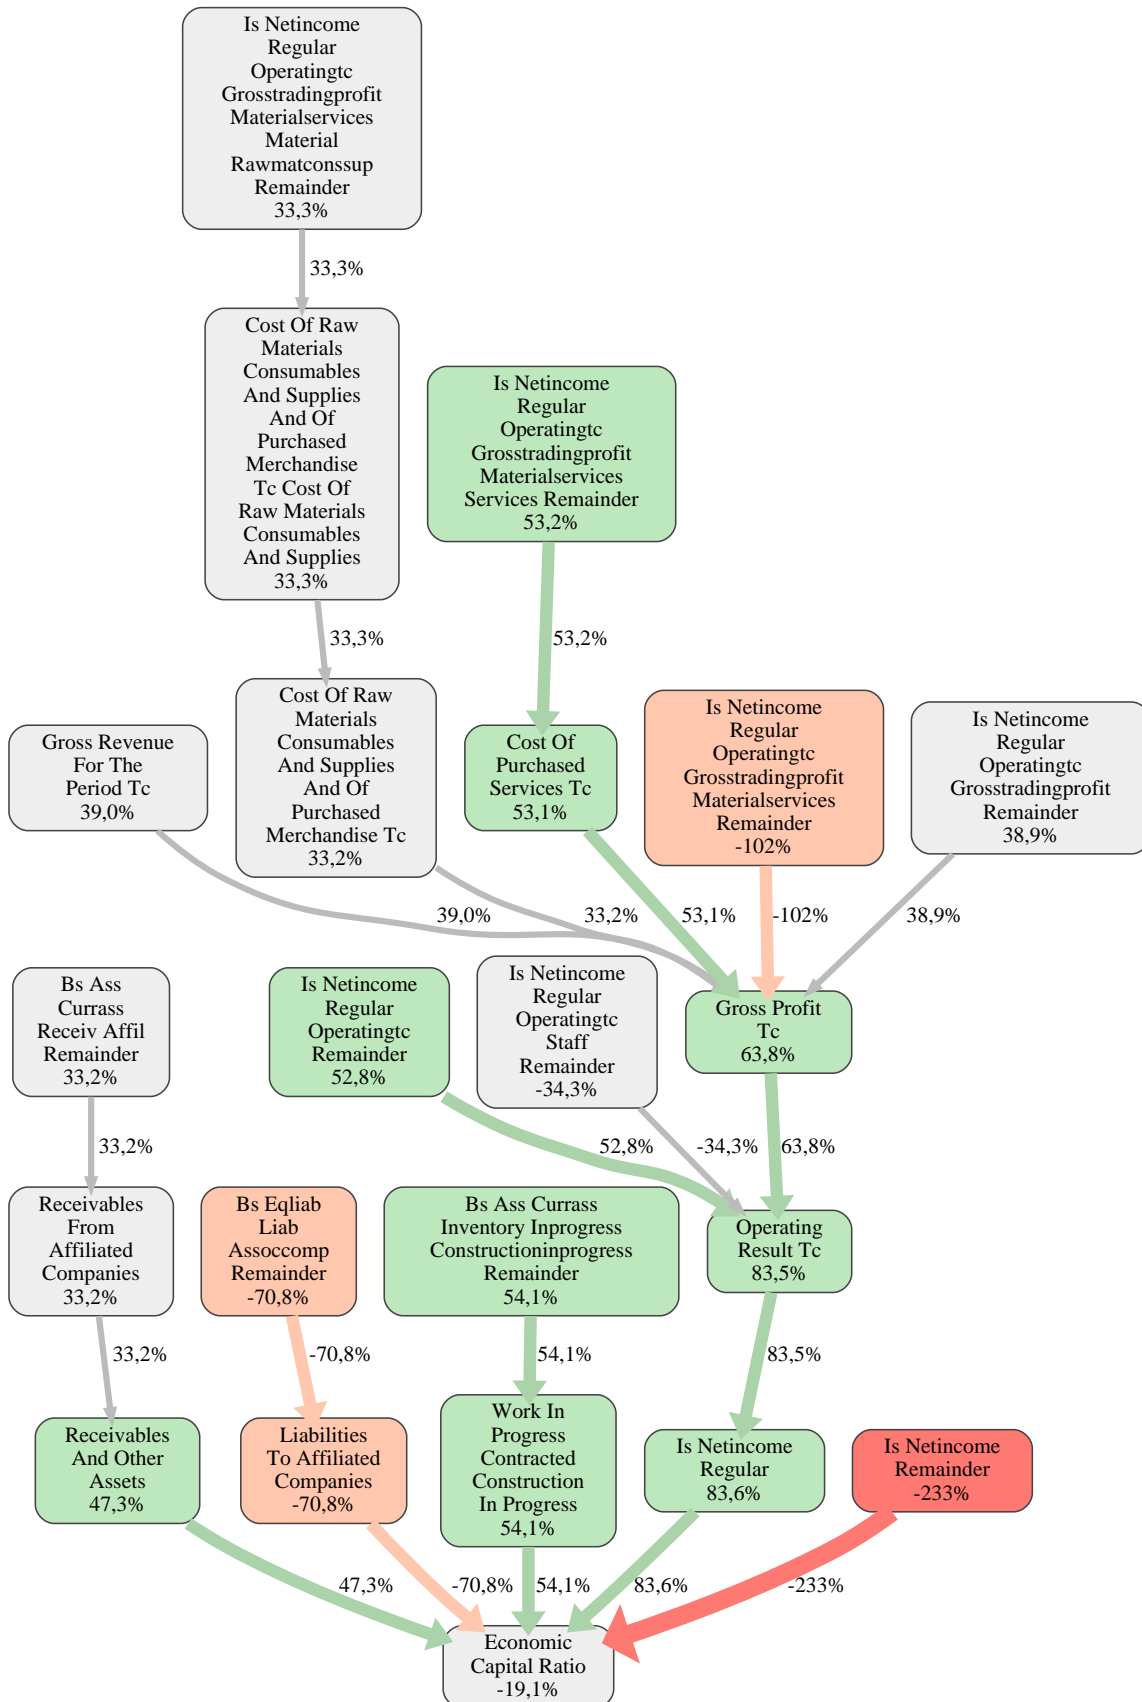 Is Netincome
Regular
Operatingtc
Grosstradingprofit
Materialservices
Material
Rawmatconssup
Remainder
33,3%
33,3%
Cost Of Raw
Materials
Consumables
And Supplies
And Of
Purchased
Merchandise
Tc Cost Of
Raw Materials
Consumables
And Supplies
33,3%
Is Netincome
Regular
Operatingtc
Grosstradingprofit
Materialservices
Services Remainder
53,2%
33,3%
53,2%
Gross Revenue
For The
Period Tc
39,0%
Cost Of Raw
Materials
Consumables
And Supplies
And Of
Purchased
Merchandise Tc
33,2%
Cost Of
Purchased
Services Tc
53,1%
Is Netincome
Regular
Operatingtc
Grosstradingprofit
Materialservices
Remainder
-102%
Is Netincome
Regular
Operatingtc
Grosstradingprofit
Remainder
38,9%
39,0%
33,2%
53,1%
-102%
38,9%
Bs Ass
Currass
Receiv Affil
Remainder
33,2%
Is Netincome
Regular
Operatingtc
Remainder
52,8%
Is Netincome
Regular
Operatingtc
Staff
Remainder
-34,3%
Gross Profit
Tc
63,8%
33,2%
52,8%
-34,3%
63,8%
Receivables
From
Affiliated
Companies
33,2%
Bs Eqliab
Liab
Assoccomp
Remainder
-70,8%
Bs Ass Currass
Inventory Inprogress
Constructioninprogress
Remainder
54,1%
Operating
Result Tc
83,5%
33,2%
-70,8%
54,1%
83,5%
Receivables
And Other
Assets
47,3%
Liabilities
To Affiliated
Companies
-70,8%
Work In
Progress
Contracted
Construction
In Progress
54,1%
Is Netincome
Regular
83,6%
Is Netincome
Remainder
-233%
47,3%
-70,8%
54,1%
83,6%
-233%
Economic
Capital Ratio
-19,1%